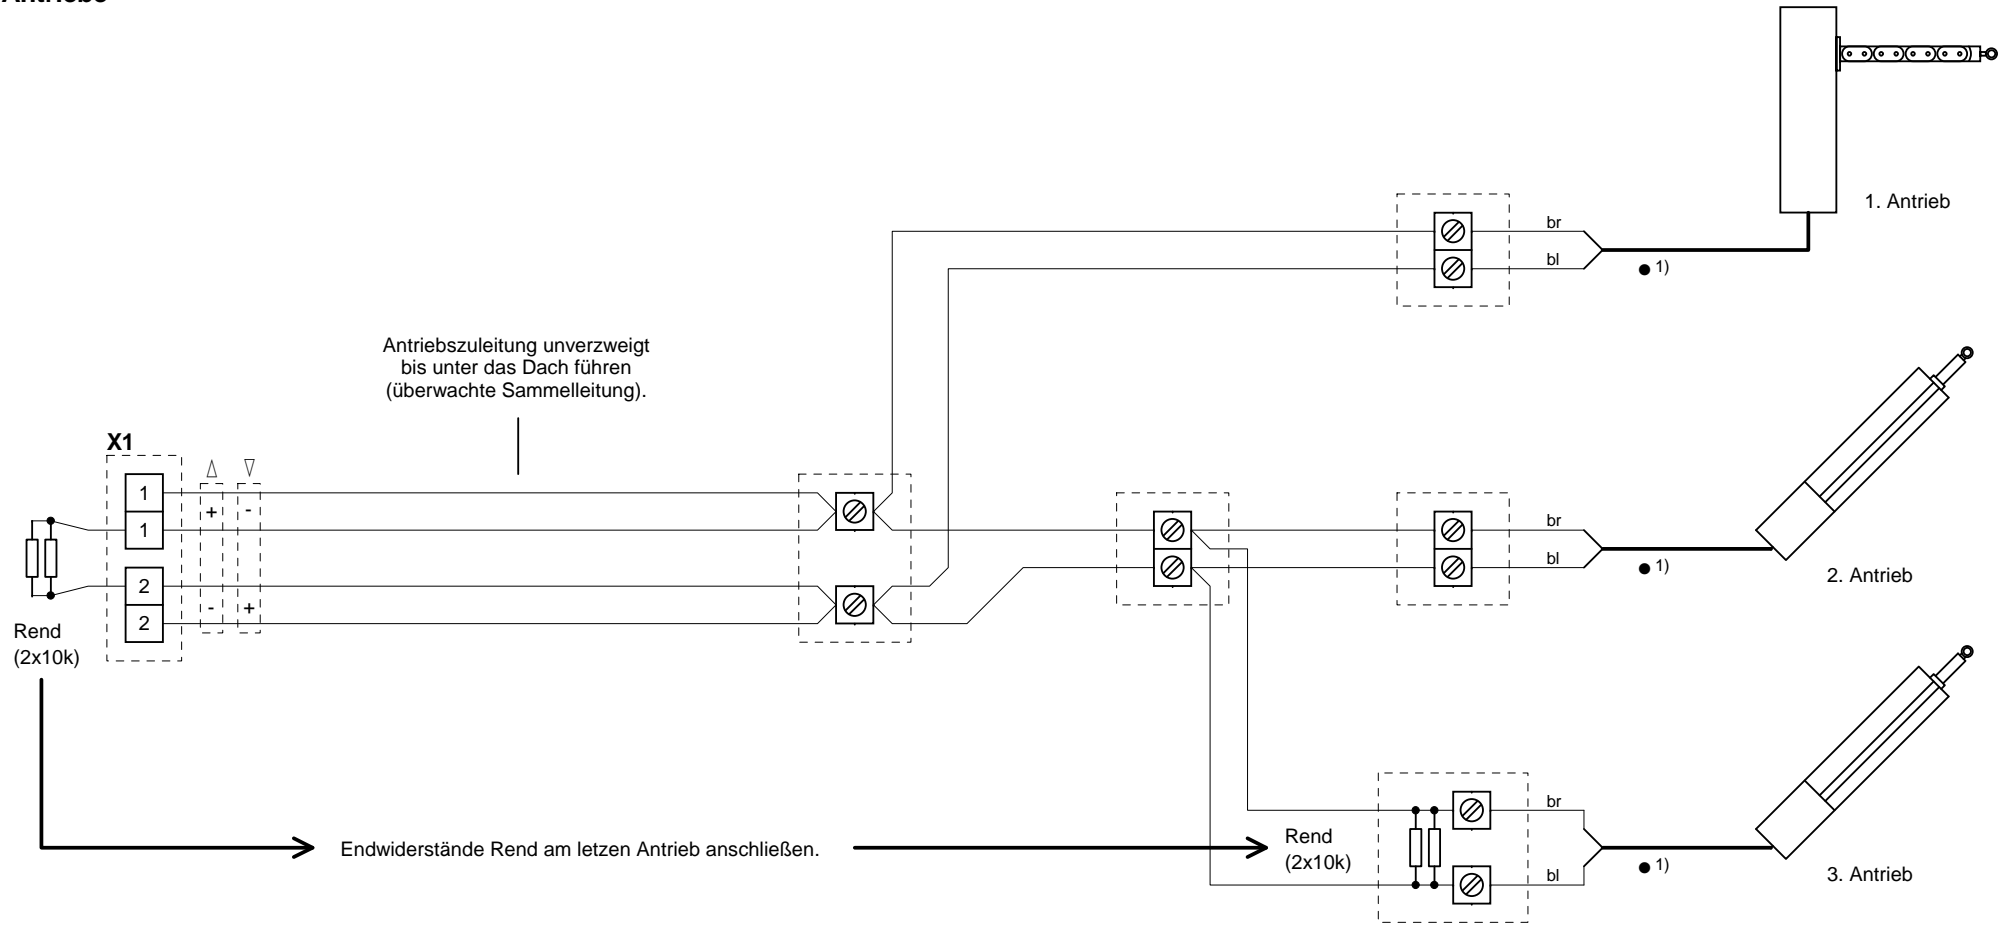 1. Antrieb
br
bl
● 1)
Antriebszuleitung unverzweigt
bis unter das Dach führen
(überwachte Sammelleitung).
X1
1
1
2
2
+ -
- +
Rend
(2x10k)
br
bl
● 1)
2. Antrieb
Endwiderstände Rend am letzen Antrieb anschließen.
Rend
(2x10k)
br
bl
● 1)
3. Antrieb